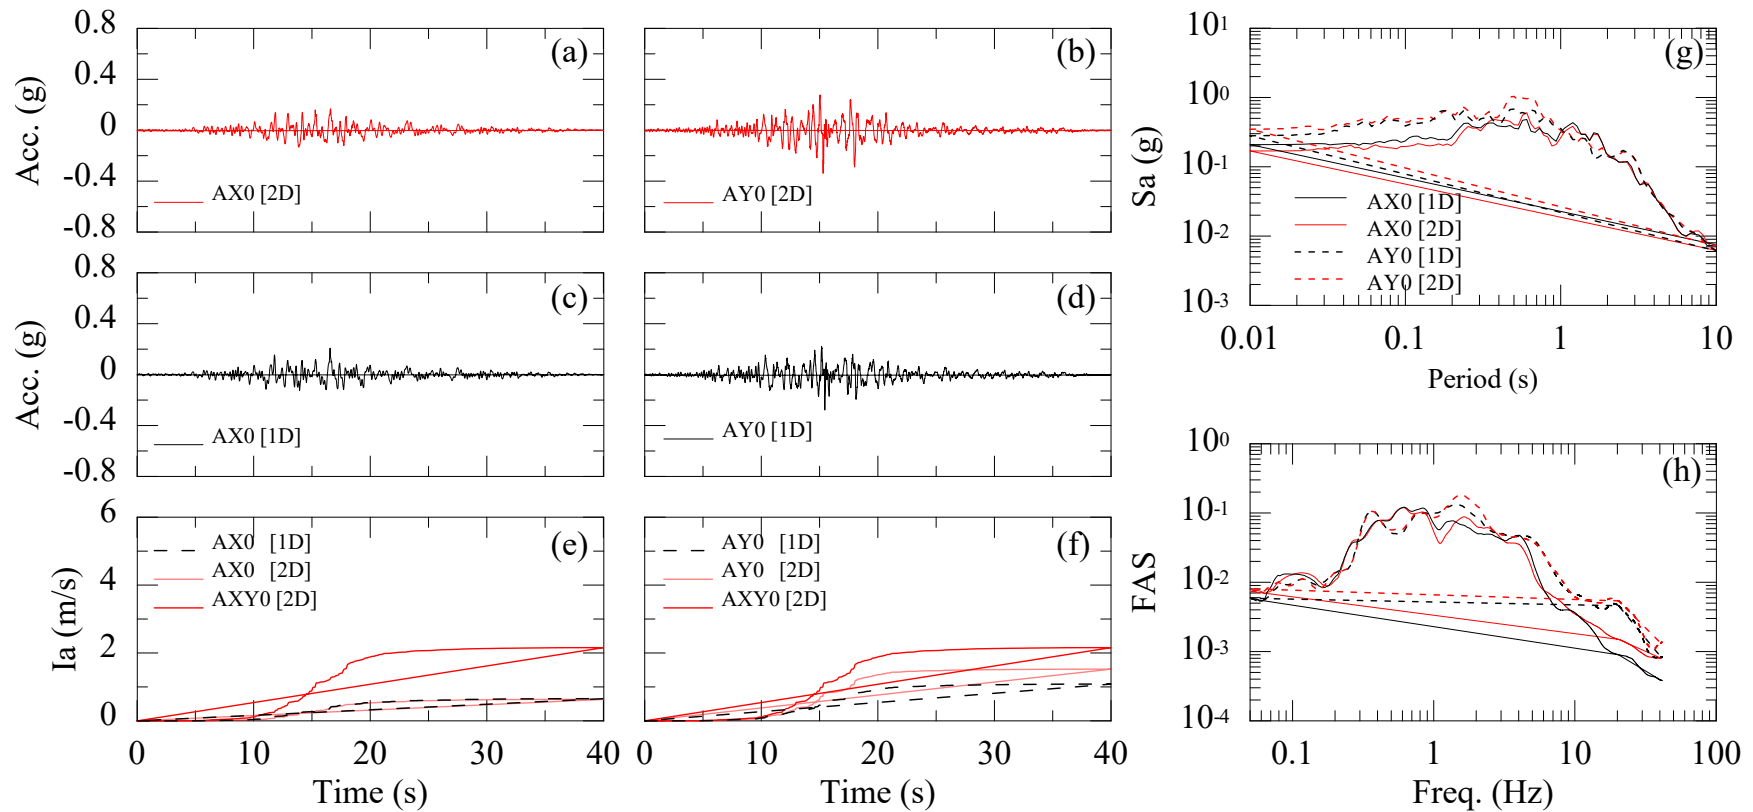 0.8
0.4
0
-0.4
-0.8
Acc. (g)
(a)
AX0 [2D]
(b)
AY0 [2D]
0.8
0.4
0
-0.4
-0.8
Acc. (g)
(c)
AX0 [1D]
(d)
AY0 [1D]
6
4
2
0
Ia (m/s)
AX0 [1D]
AX0 [2D]
AXY0 [2D]
(e)
0 10 20 30 40
Time (s)
AY0 [1D]
AY0 [2D]
AXY0 [2D]
(f)
0 10 20 30 40
Time (s)
10¹
10⁰
10⁻¹
10⁻²
10⁻³
Sa (g)
(g)
AX0 [1D]
AX0 [2D]
AY0 [1D]
AY0 [2D]
0.01 0.1 1 10
Period (s)
10⁰
10⁻¹
10⁻²
10⁻³
10⁻⁴
FAS
(h)
0.1 1 10 100
Freq. (Hz)